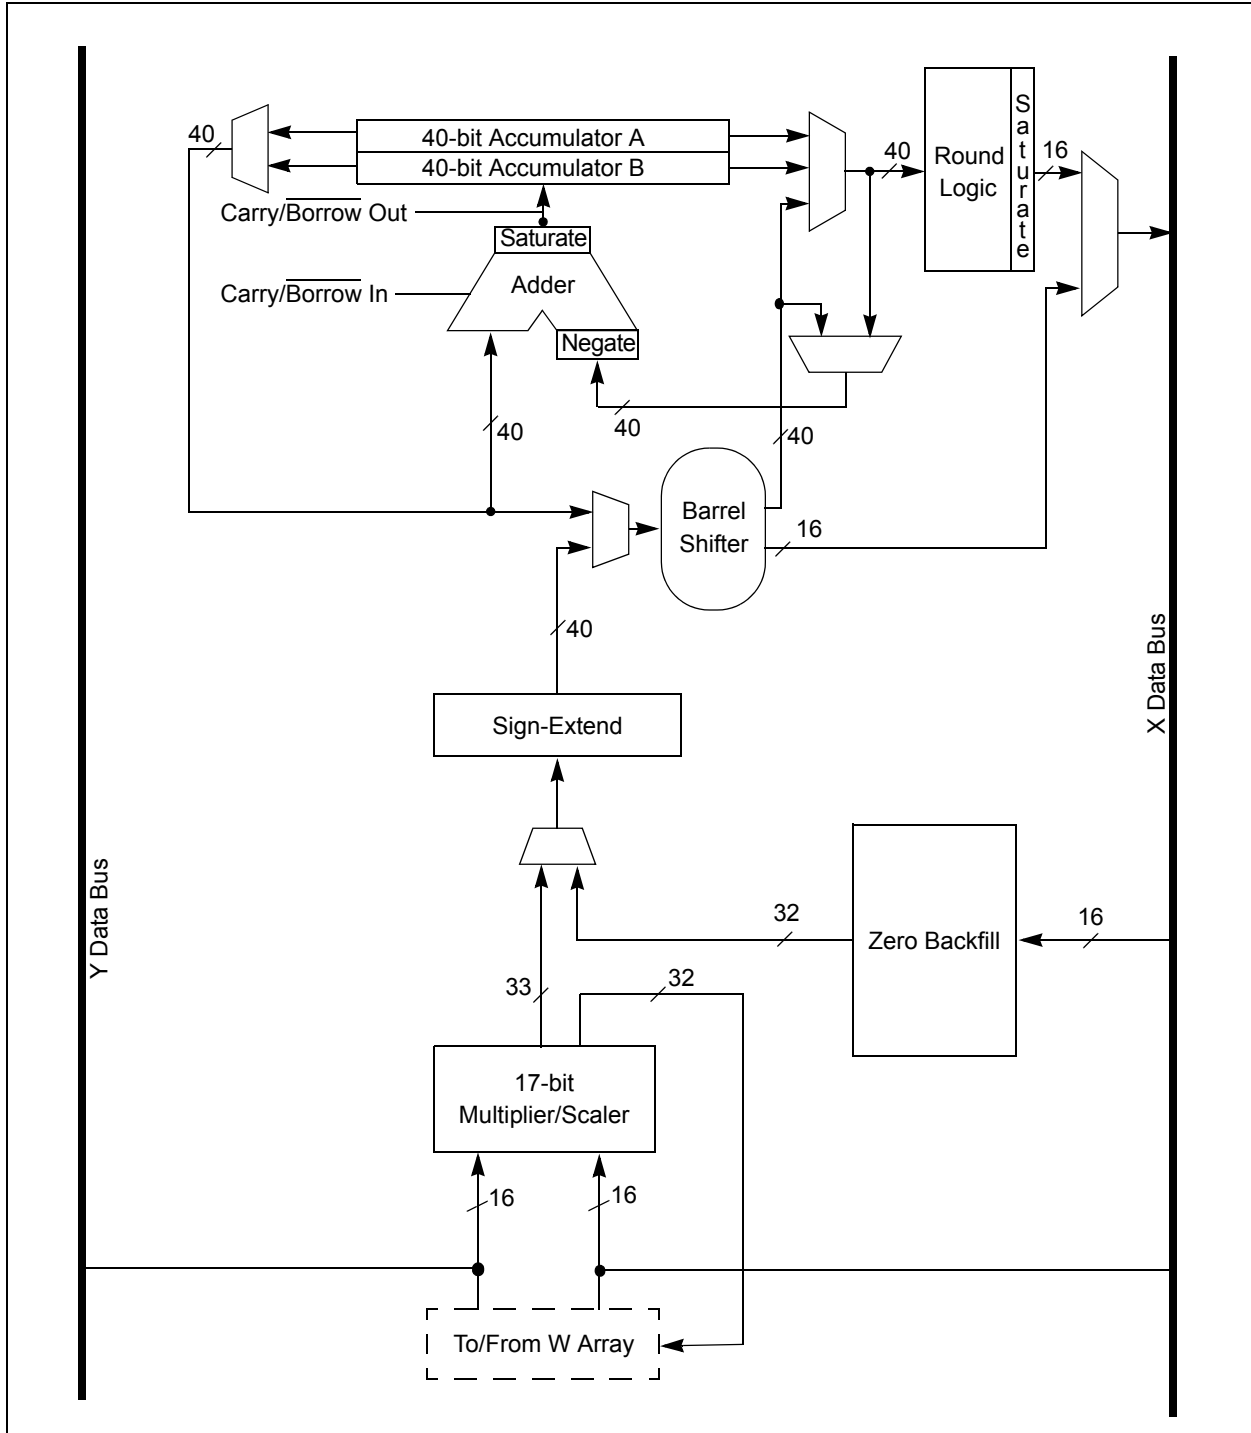 40
40-bit Accumulator A
40-bit Accumulator B
40
Round
Logic
Saturate
16
Carry/Borrow Out
Saturate
Carry/Borrow In
Adder
Negate
40
40
40
Barrel
Shifter
16
40
X Data Bus
Sign-Extend
Y Data Bus
32
Zero Backfill
16
33
32
17-bit
Multiplier/Scaler
16
16
To/From W Array